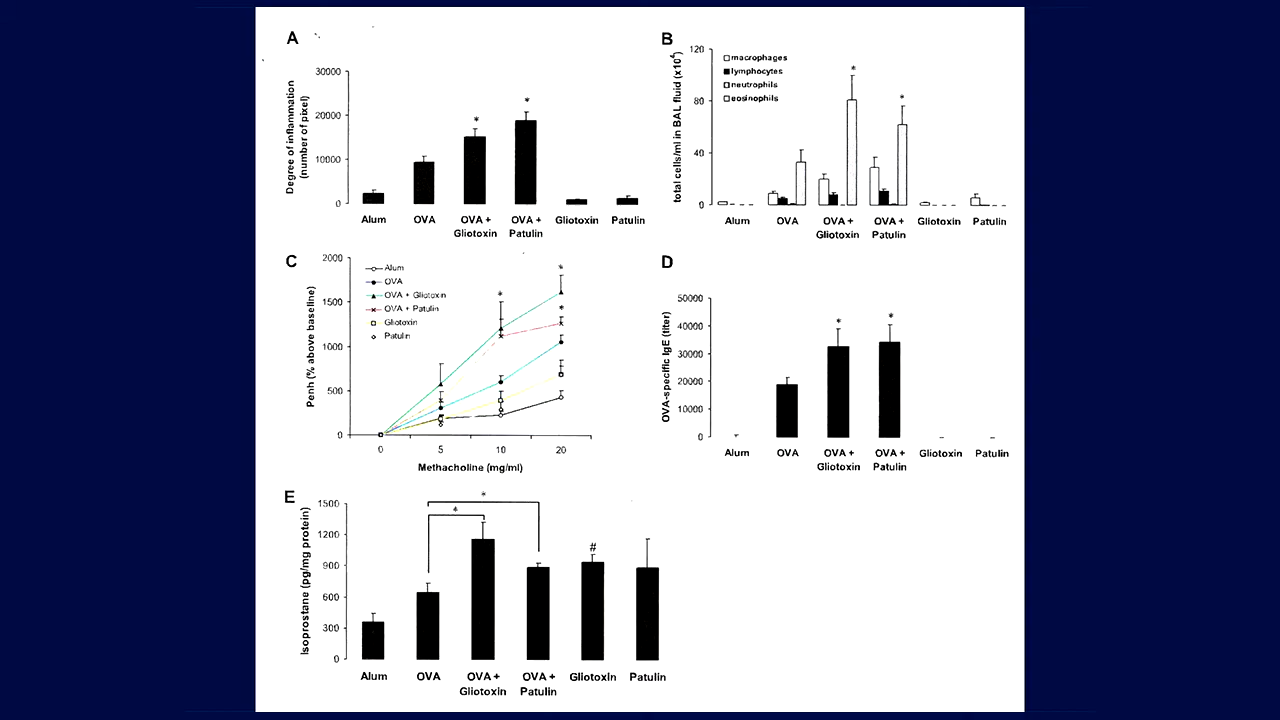 A
Degree of inflammation
(number of pixel)
30000
20000
10000
0
*
*
Alum
OVA
OVA +
Gliotoxin
OVA +
Patulin
Gliotoxin
Patulin
B
total cells/ml in BAL fluid (x10⁴)
120
80
40
0
macrophages
lymphocytes
neutrophils
eosinophils
*
*
Alum
OVA
OVA +
Gliotoxin
OVA +
Patulin
Gliotoxin
Patulin
C
Penh (% above baseline)
2000
1500
1000
500
0
Alum
OVA
OVA + Gliotoxin
OVA + Patulin
Gliotoxin
Patulin
*
*
*
0
5
10
20
Methacholine (mg/ml)
D
OVA-specific IgE (titer)
50000
40000
30000
20000
10000
0
*
*
Alum
OVA
OVA +
Gliotoxin
OVA +
Patulin
Gliotoxin
Patulin
E
Isoprostane (pg/mg protein)
1500
1200
900
600
300
0
*
*
#
Alum
OVA
OVA +
Gliotoxin
OVA +
Patulin
Gliotoxin
Patulin